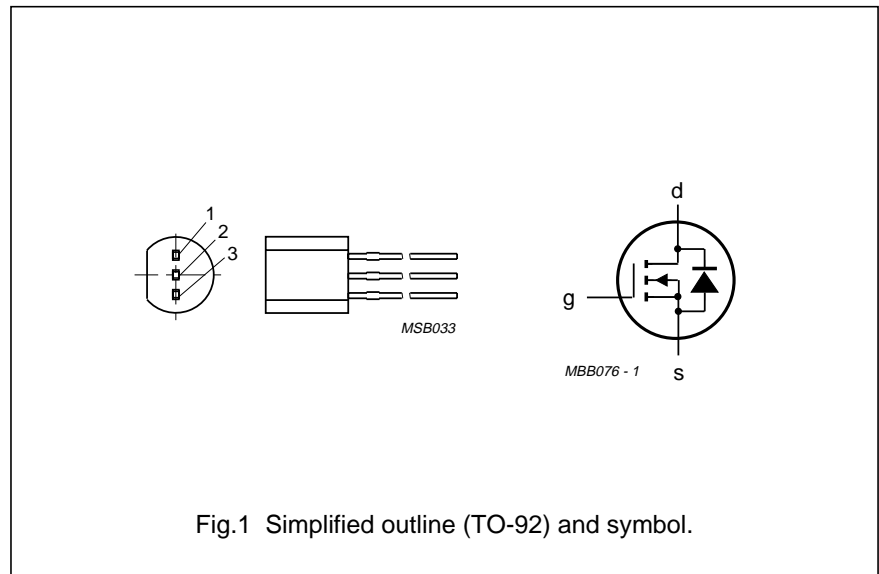 1
2
3
MSB033
d
g
s
MBB076 - 1
Fig.1 Simplified outline (TO-92) and symbol.